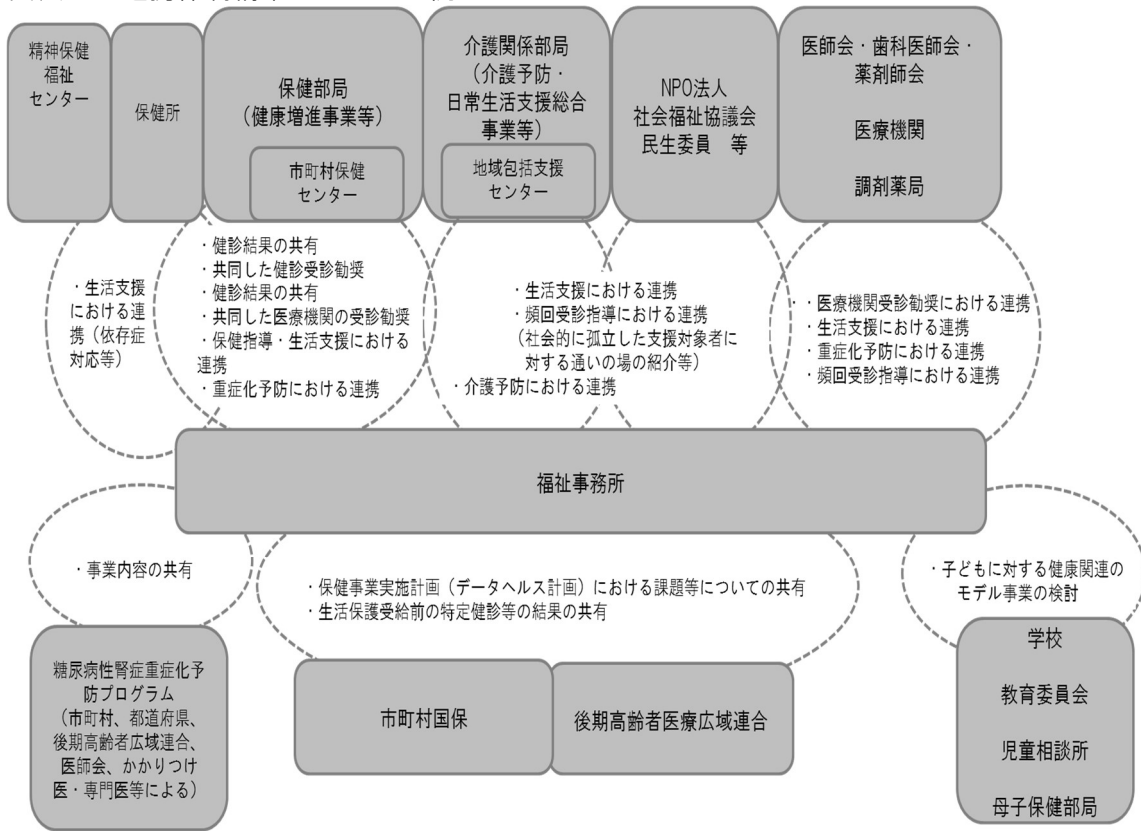 精神保健
福祉
センター
保健所
保健部局
（健康増進事業等）
市町村保健
センター
介護関係部局
（介護予防・
日常生活支援総合
事業等）
地域包括支援
センター
NPO法人
社会福祉協議会
民生委員　等
医師会・歯科医師会・
薬剤師会
医療機関
調剤薬局
・生活支援
における連
携（依存症
対応等）
・健診結果の共有
・共同した健診受診勧奨
・健診結果の共有
・共同した医療機関の受診勧奨
・保健指導・生活支援における
連携
・重症化予防における連携
・生活支援における連携
・頻回受診指導における連携
（社会的に孤立した支援対象者に
対する通いの場の紹介等）
・介護予防における連携
・医療機関受診勧奨における連携
・生活支援における連携
・重症化予防における連携
・頻回受診指導における連携
福祉事務所
・事業内容の共有
・保健事業実施計画（データヘルス計画）における課題等についての共有
・生活保護受給前の特定健診等の結果の共有
・子どもに対する健康関連の
モデル事業の検討
糖尿病性腎症重症化予
防プログラム
（市町村、都道府県、
後期高齢者広域連合、
医師会、かかりつけ
医・専門医等による）
市町村国保
後期高齢者医療広域連合
学校
教育委員会
児童相談所
母子保健部局